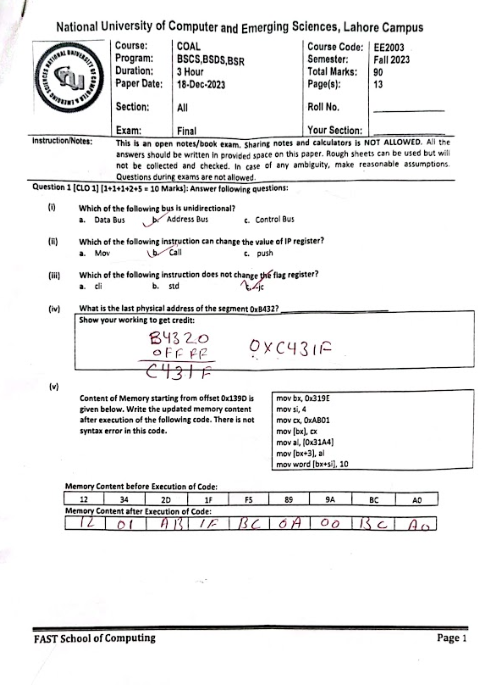 National University of Computer and Emerging Sciences, Lahore Campus
Course: COAL Course Code: EE2003
Program: BSCS,BSDS,BSR Semester: Fall 2023
Duration: 3 Hour Total Marks: 90
Paper Date: 18-Dec-2023 Page(s): 13
Section: All Roll No.
Exam: Final Your Section:
Instruction/Notes: This is an open notes/book exam. Sharing notes and calculators is NOT ALLOWED. All the
answers should be written in provided space on this paper. Rough sheets can be used but will
not be collected and checked. In case of any ambiguity, make reasonable assumptions.
Questions during exams are not allowed.
Question 1 [CLO 1] [1+1+1+2+5 = 10 Marks]: Answer following questions:
(i) Which of the following bus is unidirectional?
a. Data Bus b. Address Bus c. Control Bus
(ii) Which of the following instruction can change the value of IP register?
a. Mov b. Call c. push
(iii) Which of the following instruction does not change the flag register?
a. cli b. std c. jc
(iv) What is the last physical address of the segment 0xB432?
Show your working to get credit:
B4320
0FFFF
C431F
0XC431F
(v)
Content of Memory starting from offset 0x139D is
given below. Write the updated memory content
after execution of the following code. There is not
syntax error in this code.
mov bx, 0x319E
mov si, 4
mov cx, 0xAB01
mov [bx], cx
mov al, [0x31A4]
mov [bx+3], al
mov word [bx+si], 10
Memory Content before Execution of Code:
12 34 2D 1F F5 89 9A BC A0
Memory Content after Execution of Code:
12 01 AB 1F BC 0A 00 BC A0
FAST School of Computing Page 1